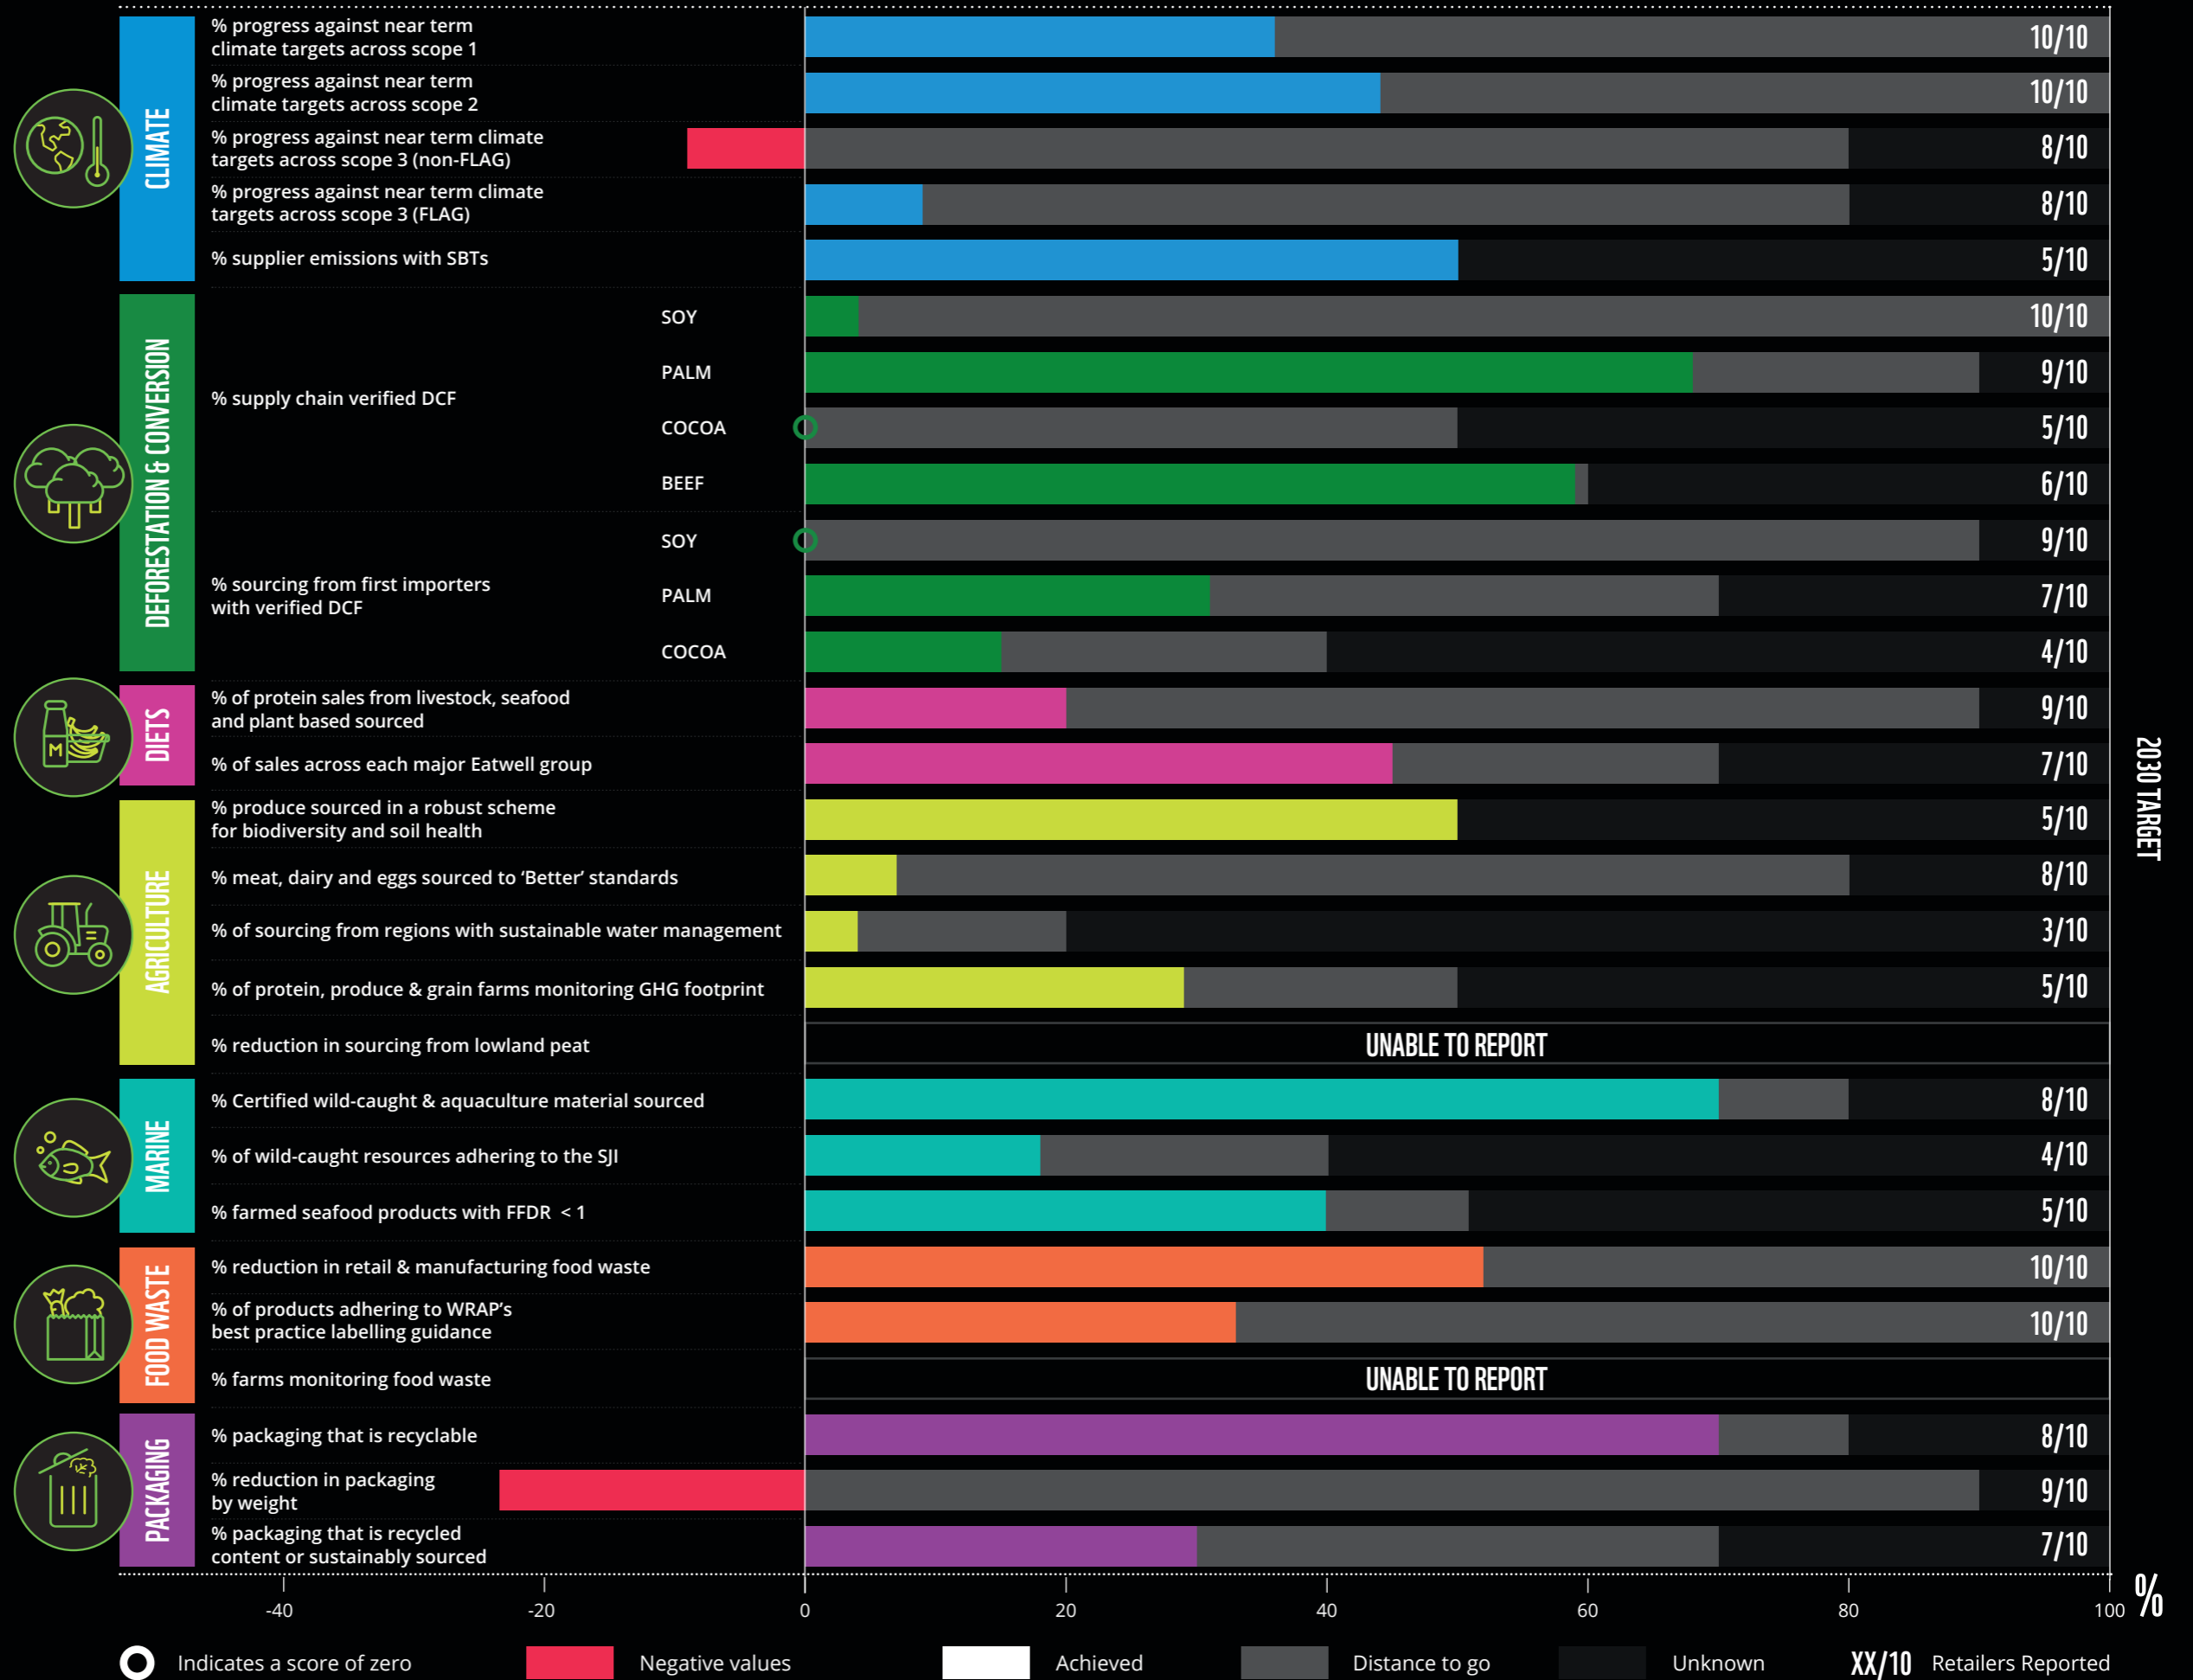 CLIMATE
% progress against near term
climate targets across scope 1
10/10
% progress against near term
climate targets across scope 2
10/10
% progress against near term climate
targets across scope 3 (non-FLAG)
8/10
% progress against near term climate
targets across scope 3 (FLAG)
8/10
% supplier emissions with SBTs
5/10
DEFORESTATION & CONVERSION
% supply chain verified DCF
SOY
10/10
PALM
9/10
COCOA
5/10
BEEF
6/10
% sourcing from first importers
with verified DCF
SOY
9/10
PALM
7/10
COCOA
4/10
DIETS
M
% of protein sales from livestock, seafood
and plant based sourced
9/10
% of sales across each major Eatwell group
7/10
AGRICULTURE
% produce sourced in a robust scheme
for biodiversity and soil health
5/10
% meat, dairy and eggs sourced to ‘Better’ standards
8/10
% of sourcing from regions with sustainable water management
3/10
% of protein, produce & grain farms monitoring GHG footprint
5/10
% reduction in sourcing from lowland peat
UNABLE TO REPORT
MARINE
% Certified wild-caught & aquaculture material sourced
8/10
% of wild-caught resources adhering to the SJI
4/10
% farmed seafood products with FFDR < 1
5/10
FOOD WASTE
% reduction in retail & manufacturing food waste
10/10
% of products adhering to WRAP’s
best practice labelling guidance
10/10
% farms monitoring food waste
UNABLE TO REPORT
PACKAGING
% packaging that is recyclable
8/10
% reduction in packaging
by weight
9/10
% packaging that is recycled
content or sustainably sourced
7/10
2030 TARGET
-40 -20 0 20 40 60 80 100 %
Indicates a score of zero
Negative values
Achieved
Distance to go
Unknown
XX/10 Retailers Reported